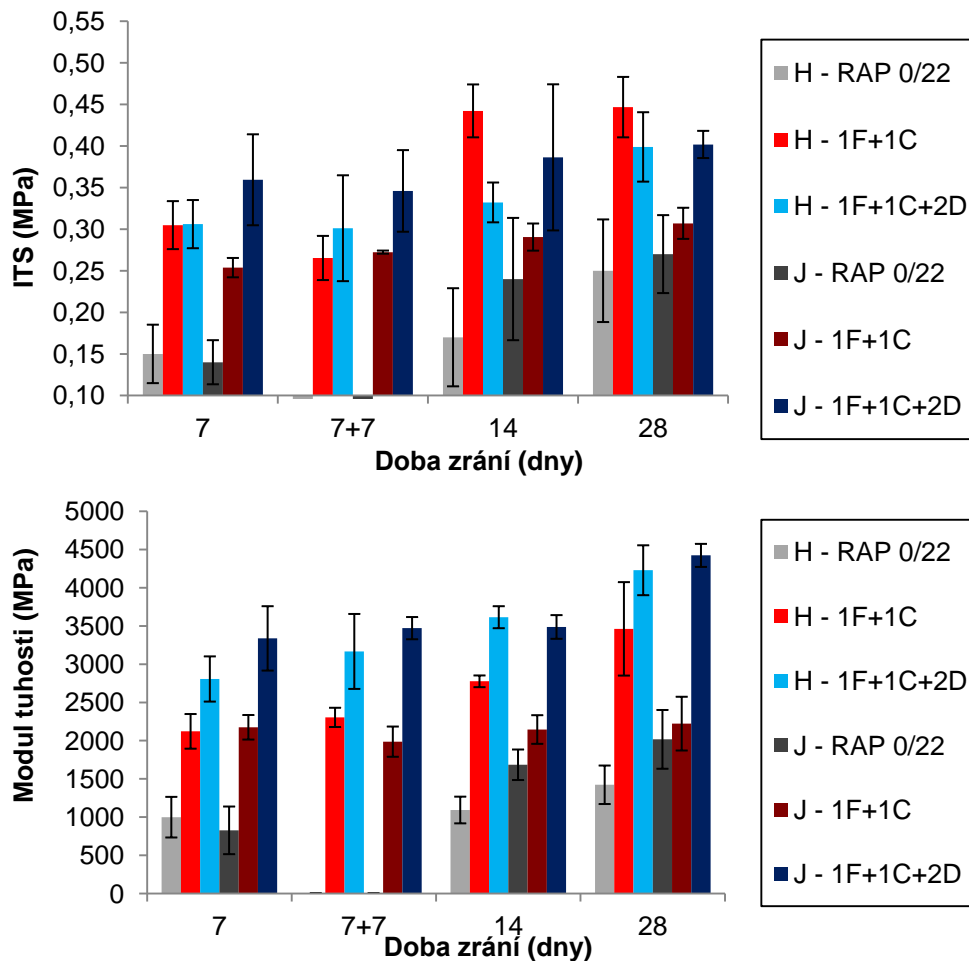 0,55
0,50
0,45
0,40
0,35
0,30
0,25
0,20
0,15
0,10
ITS (MPa)
7
7+7
14
28
Doba zrání (dny)
H - RAP 0/22
H - 1F+1C
H - 1F+1C+2D
J - RAP 0/22
J - 1F+1C
J - 1F+1C+2D
5000
4500
4000
3500
3000
2500
2000
1500
1000
500
0
Modul tuhosti (MPa)
7
7+7
14
28
Doba zrání (dny)
H - RAP 0/22
H - 1F+1C
H - 1F+1C+2D
J - RAP 0/22
J - 1F+1C
J - 1F+1C+2D